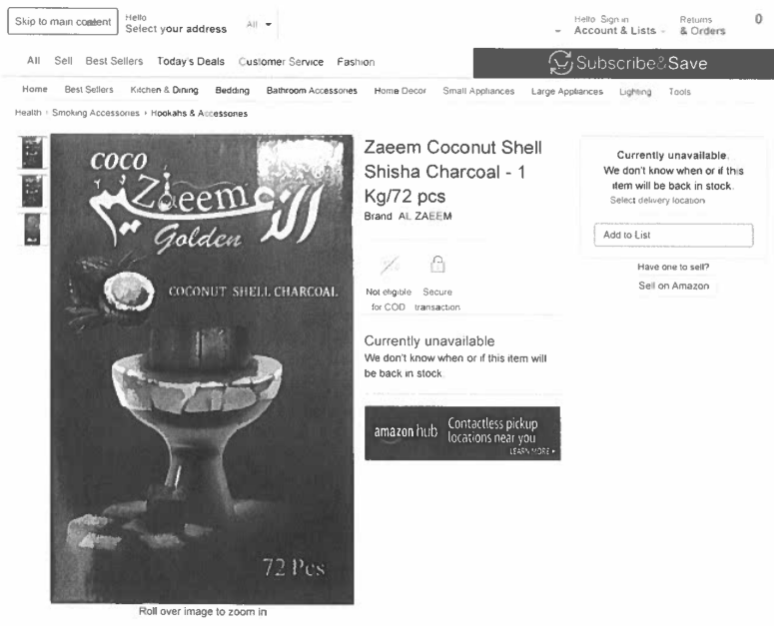 Skip to main content
Hello
Select your address
All
Hello Sign in
Account & Lists
Returns
& Orders
0
All Sell Best Sellers Today's Deals Customer Service Fashion
Subscribe & Save
Home Best Sellers Kitchen & Dining Bedding Bathroom Accessories Home Decor Small Appliances Large Appliances Lighting Tools
Health › Smoking Accessories › Hookahs & Accessories
COCO
Zaeem
الزعيم
Golden
COCONUT SHELL CHARCOAL
72 Pcs
Roll over image to zoom in
Zaeem Coconut Shell
Shisha Charcoal - 1
Kg/72 pcs
Brand AL ZAEEM
Not eligible
for COD
Secure
transaction
Currently unavailable
We don't know when or if this item will
be back in stock.
amazon hub
Contactless pickup
locations near you
LEARN MORE
Currently unavailable.
We don't know when or if this
item will be back in stock.
Select delivery location
Add to List
Have one to sell?
Sell on Amazon